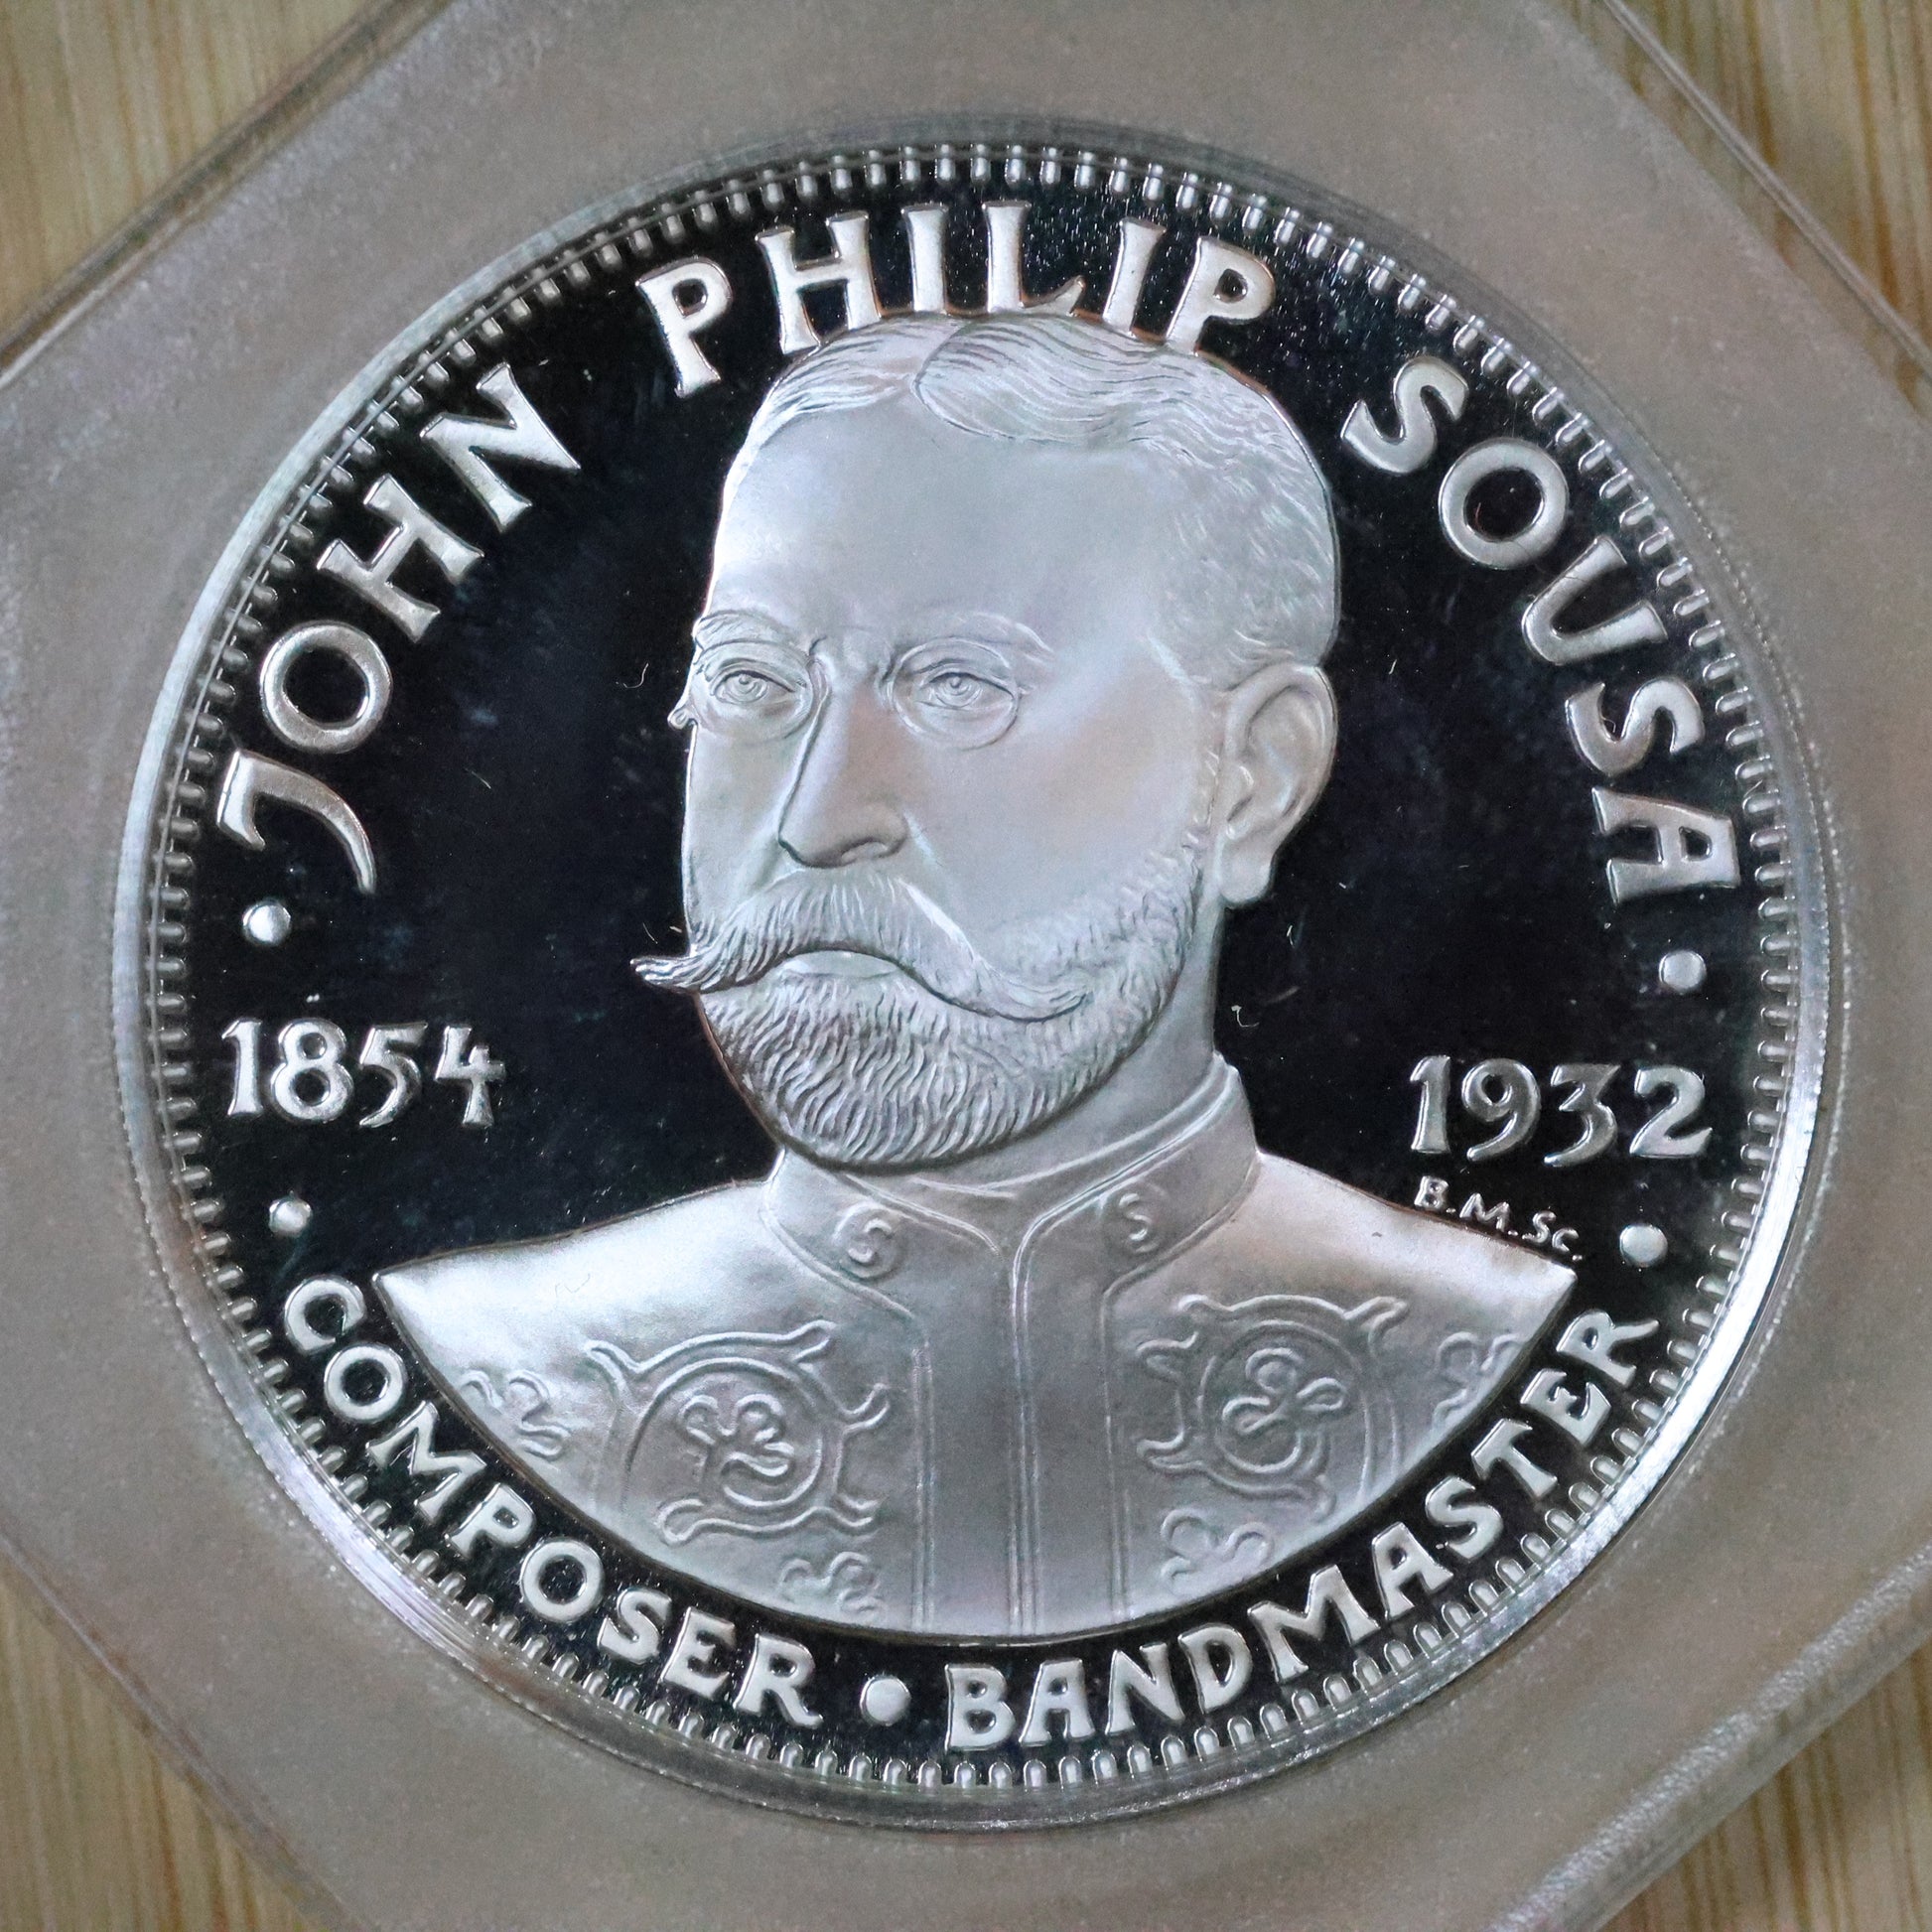 JOHN PHILIP SOUSA
1854
1932
B.M.Sc.
COMPOSER • BANDMASTER
S S